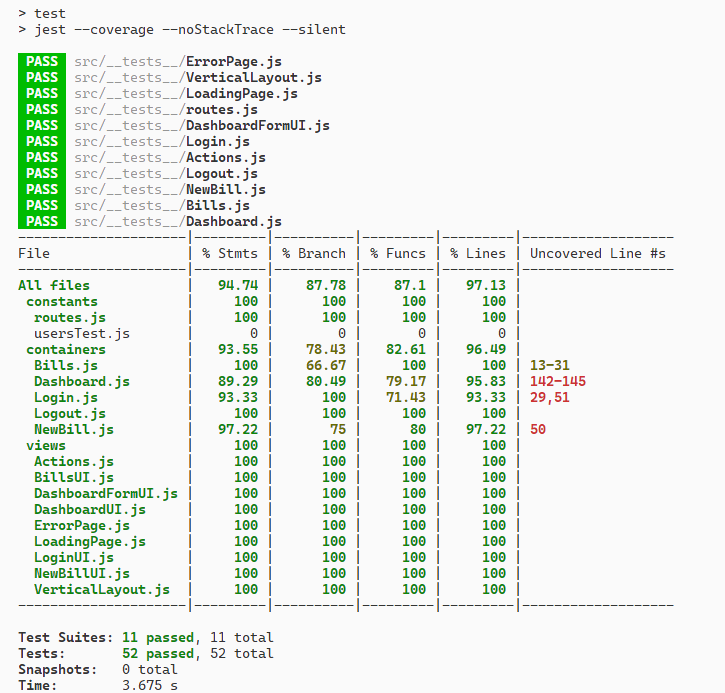 > test
> jest --coverage --noStackTrace --silent
PASS src/__tests__/ErrorPage.js
PASS src/__tests__/VerticalLayout.js
PASS src/__tests__/LoadingPage.js
PASS src/__tests__/routes.js
PASS src/__tests__/DashboardFormUI.js
PASS src/__tests__/Login.js
PASS src/__tests__/Actions.js
PASS src/__tests__/Logout.js
PASS src/__tests__/NewBill.js
PASS src/__tests__/Bills.js
PASS src/__tests__/Dashboard.js
---------------------|---------|----------|---------|---------|-------------------
File                 | % Stmts | % Branch | % Funcs | % Lines | Uncovered Line #s
---------------------|---------|----------|---------|---------|-------------------
All files            |   94.74 |    87.78 |    87.1 |   97.13 |
 constants           |     100 |      100 |     100 |     100 |
  routes.js          |     100 |      100 |     100 |     100 |
  usersTest.js       |       0 |        0 |       0 |       0 |
 containers          |   93.55 |    78.43 |   82.61 |   96.49 |
  Bills.js           |     100 |    66.67 |     100 |     100 | 13-31
  Dashboard.js       |   89.29 |    80.49 |   79.17 |   95.83 | 142-145
  Login.js           |   93.33 |      100 |   71.43 |   93.33 | 29,51
  Logout.js          |     100 |      100 |     100 |     100 |
  NewBill.js         |   97.22 |       75 |      80 |   97.22 | 50
 views               |     100 |      100 |     100 |     100 |
  Actions.js         |     100 |      100 |     100 |     100 |
  BillsUI.js         |     100 |      100 |     100 |     100 |
  DashboardFormUI.js |     100 |      100 |     100 |     100 |
  DashboardUI.js     |     100 |      100 |     100 |     100 |
  ErrorPage.js       |     100 |      100 |     100 |     100 |
  LoadingPage.js     |     100 |      100 |     100 |     100 |
  LoginUI.js         |     100 |      100 |     100 |     100 |
  NewBillUI.js       |     100 |      100 |     100 |     100 |
  VerticalLayout.js  |     100 |      100 |     100 |     100 |
---------------------|---------|----------|---------|---------|-------------------
Test Suites: 11 passed, 11 total
Tests:       52 passed, 52 total
Snapshots:   0 total
Time:        3.675 s